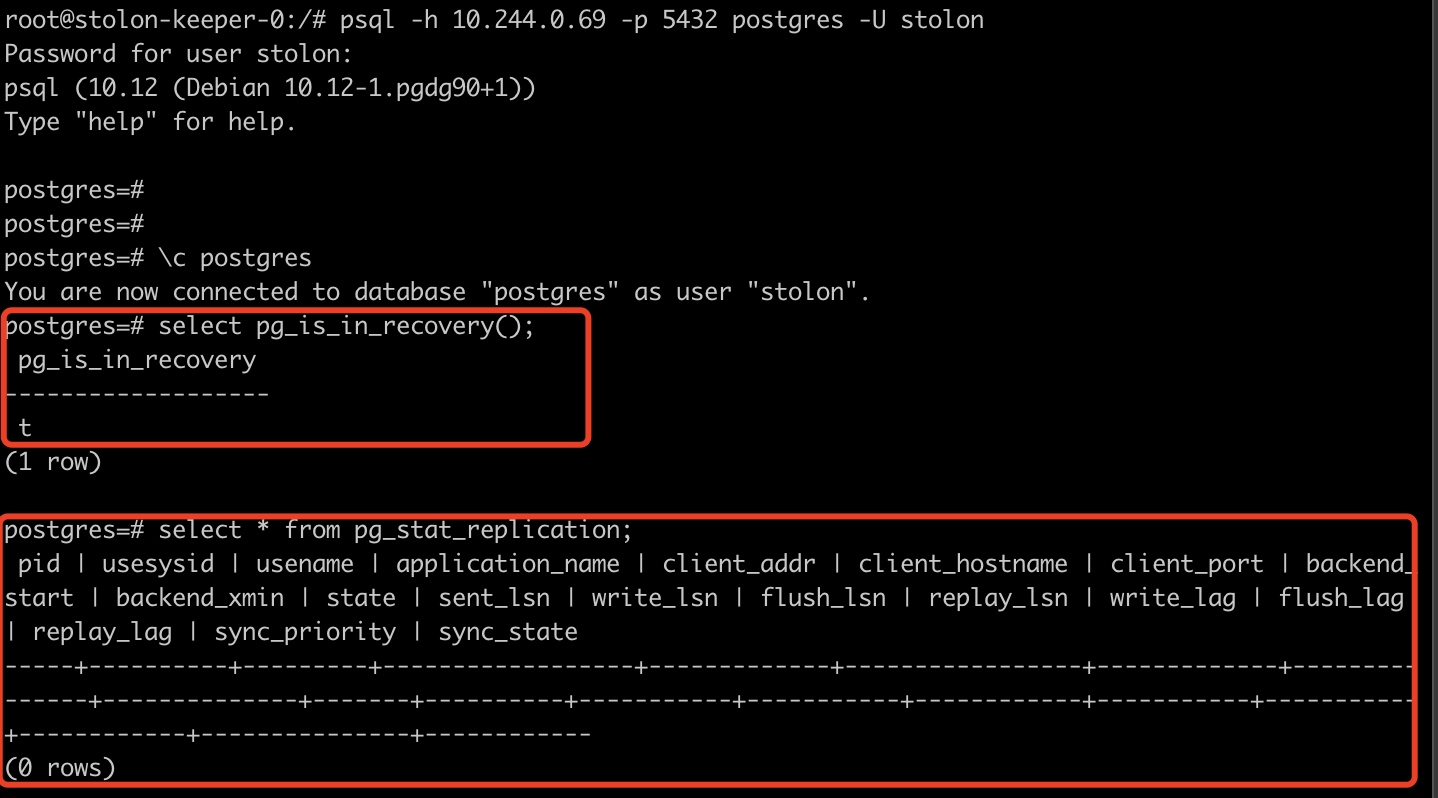 root@stolon-keeper-0:/# psql -h 10.244.0.69 -p 5432 postgres -U stolon
Password for user stolon:
psql (10.12 (Debian 10.12-1.pgdg90+1))
Type "help" for help.
postgres=#
postgres=#
postgres=# \c postgres
You are now connected to database "postgres" as user "stolon".
postgres=# select pg_is_in_recovery();
 pg_is_in_recovery
-------------------
 t
(1 row)
postgres=# select * from pg_stat_replication;
 pid | usesysid | usename | application_name | client_addr | client_hostname | client_port | backend_
start | backend_xmin | state | sent_lsn | write_lsn | flush_lsn | replay_lsn | write_lag | flush_lag
| replay_lag | sync_priority | sync_state
-----+----------+---------+------------------+-------------+-----------------+-------------+---------
------+--------------+-------+----------+-----------+-----------+------------+-----------+-----------
+------------+---------------+------------
(0 rows)